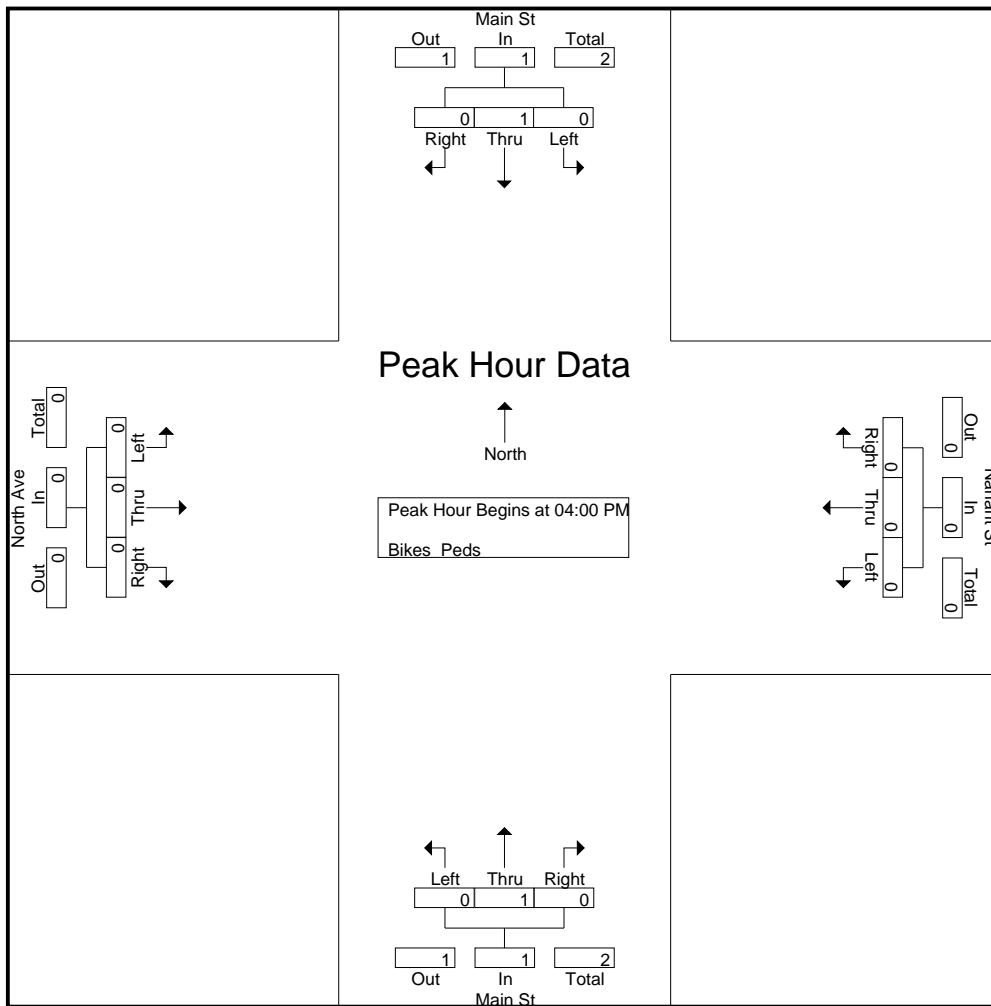 Main St
Out In Total
1 1 2
0 1 0
Right Thru Left
Peak Hour Data
North
Peak Hour Begins at 04:00 PM
Bikes Peds
North Ave
Out In Total
0 0 0
0 0 0
Right Thru Left
Out In Total
0 0 0
0 0 0
Right Thru Left
Left Thru Right
0 1 0
1 1 2
Out In Total
Main St